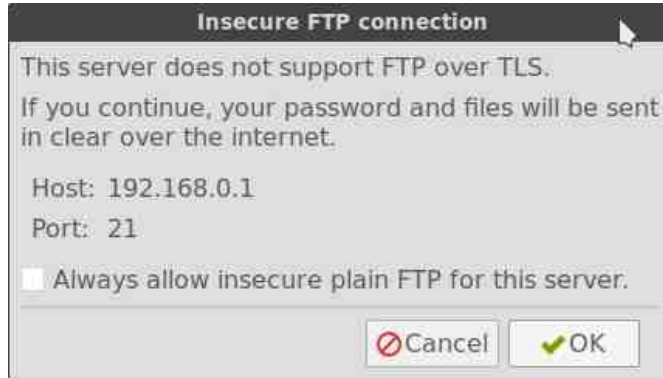 Insecure FTP connection
This server does not support FTP over TLS.
If you continue, your password and files will be sent
in clear over the internet.
Host: 192.168.0.1
Port: 21
Always allow insecure plain FTP for this server.
Cancel OK